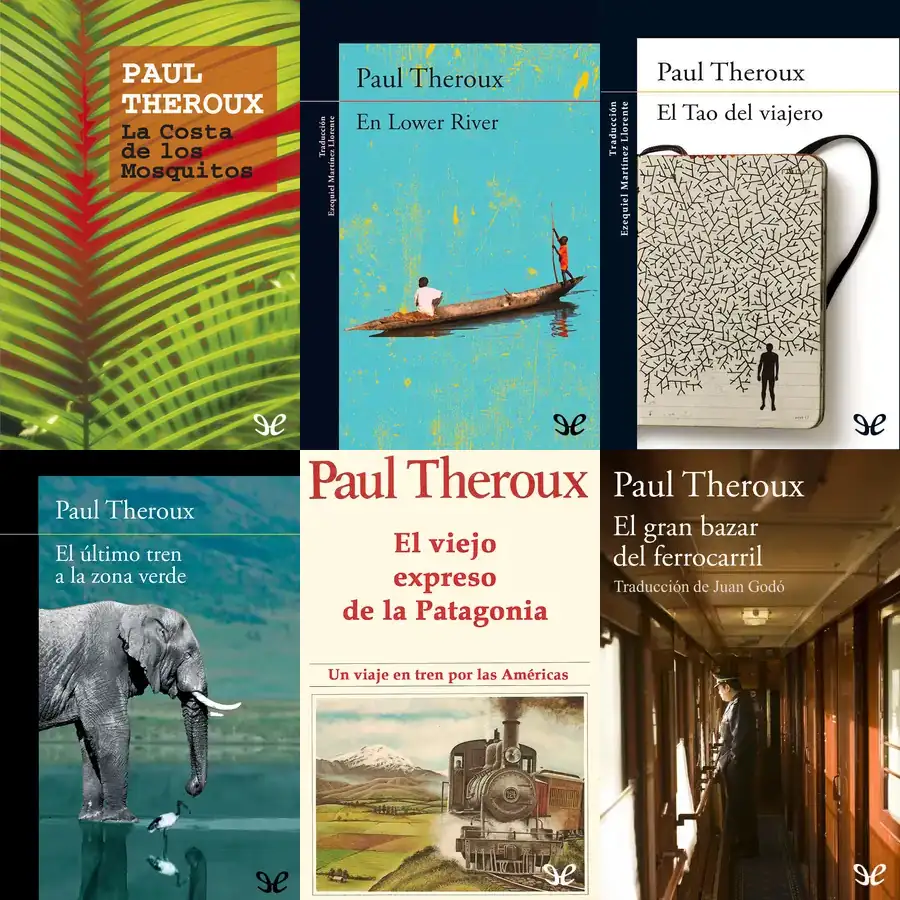 PAUL
THEROUX
La Costa
de los
Mosquitos
Paul Theroux
En Lower River
Traducción
Ezequiel Martínez Llorente
Paul Theroux
El Tao del viajero
Traducción
Ezequiel Martínez Llorente
Paul Theroux
El último tren
a la zona verde
Paul Theroux
El viejo
expreso
de la Patagonia
Un viaje en tren por las Américas
Paul Theroux
El gran bazar
del ferrocarril
Traducción de Juan Godó